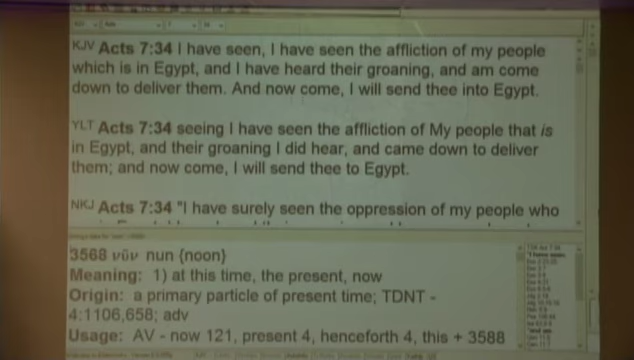 KJV Acts 7:34 I have seen, I have seen the affliction of my people
which is in Egypt, and I have heard their groaning, and am come
down to deliver them. And now come, I will send thee into Egypt.
YLT Acts 7:34 seeing I have seen the affliction of My people that is
in Egypt, and their groaning I did hear, and came down to deliver
them; and now come, I will send thee to Egypt.
NKJ Acts 7:34 "I have surely seen the oppression of my people who
3568 νῦν nun {noon}
Meaning: 1) at this time, the present, now
Origin: a primary particle of present time; TDNT -
4:1106,658; adv
Usage: AV - now 121, present 4, henceforth 4, this + 3588